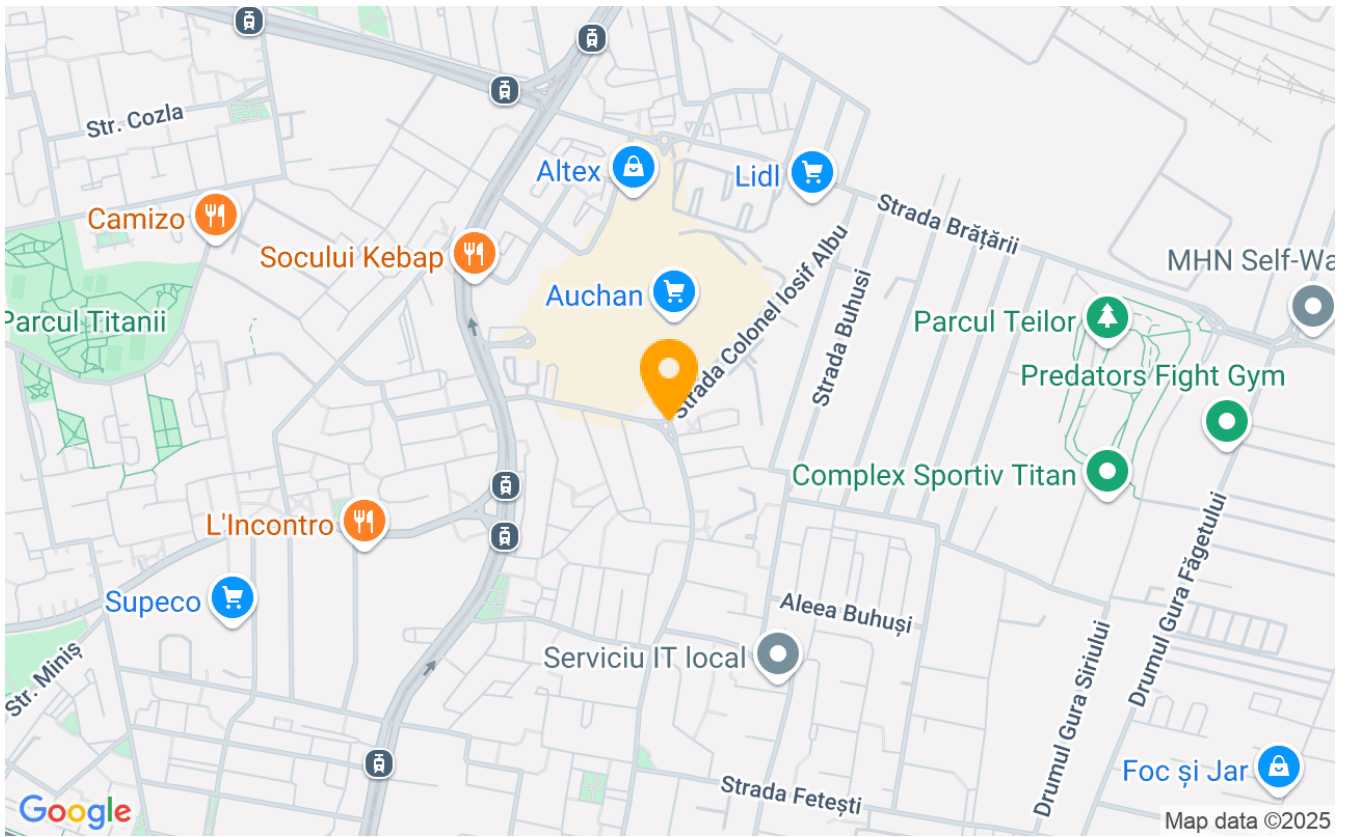 Str. Cozla
Altex
Lidl
Camizo
Strada Brățării
Socului Kebap
MHN Self-Wa
Auchan
Strada Colonel Iosif Albu
Parcul Titanii
Strada Buhusi
Parcul Teilor
Predators Fight Gym
Complex Sportiv Titan
L'Incontro
Supeco
Aleea Buhuși
Drumul Gura Făgetului
Serviciu IT local
Str. Miniș
Drumul Gura Siriului
Foc și Jar
Strada Fetești
Google
Map data ©2025